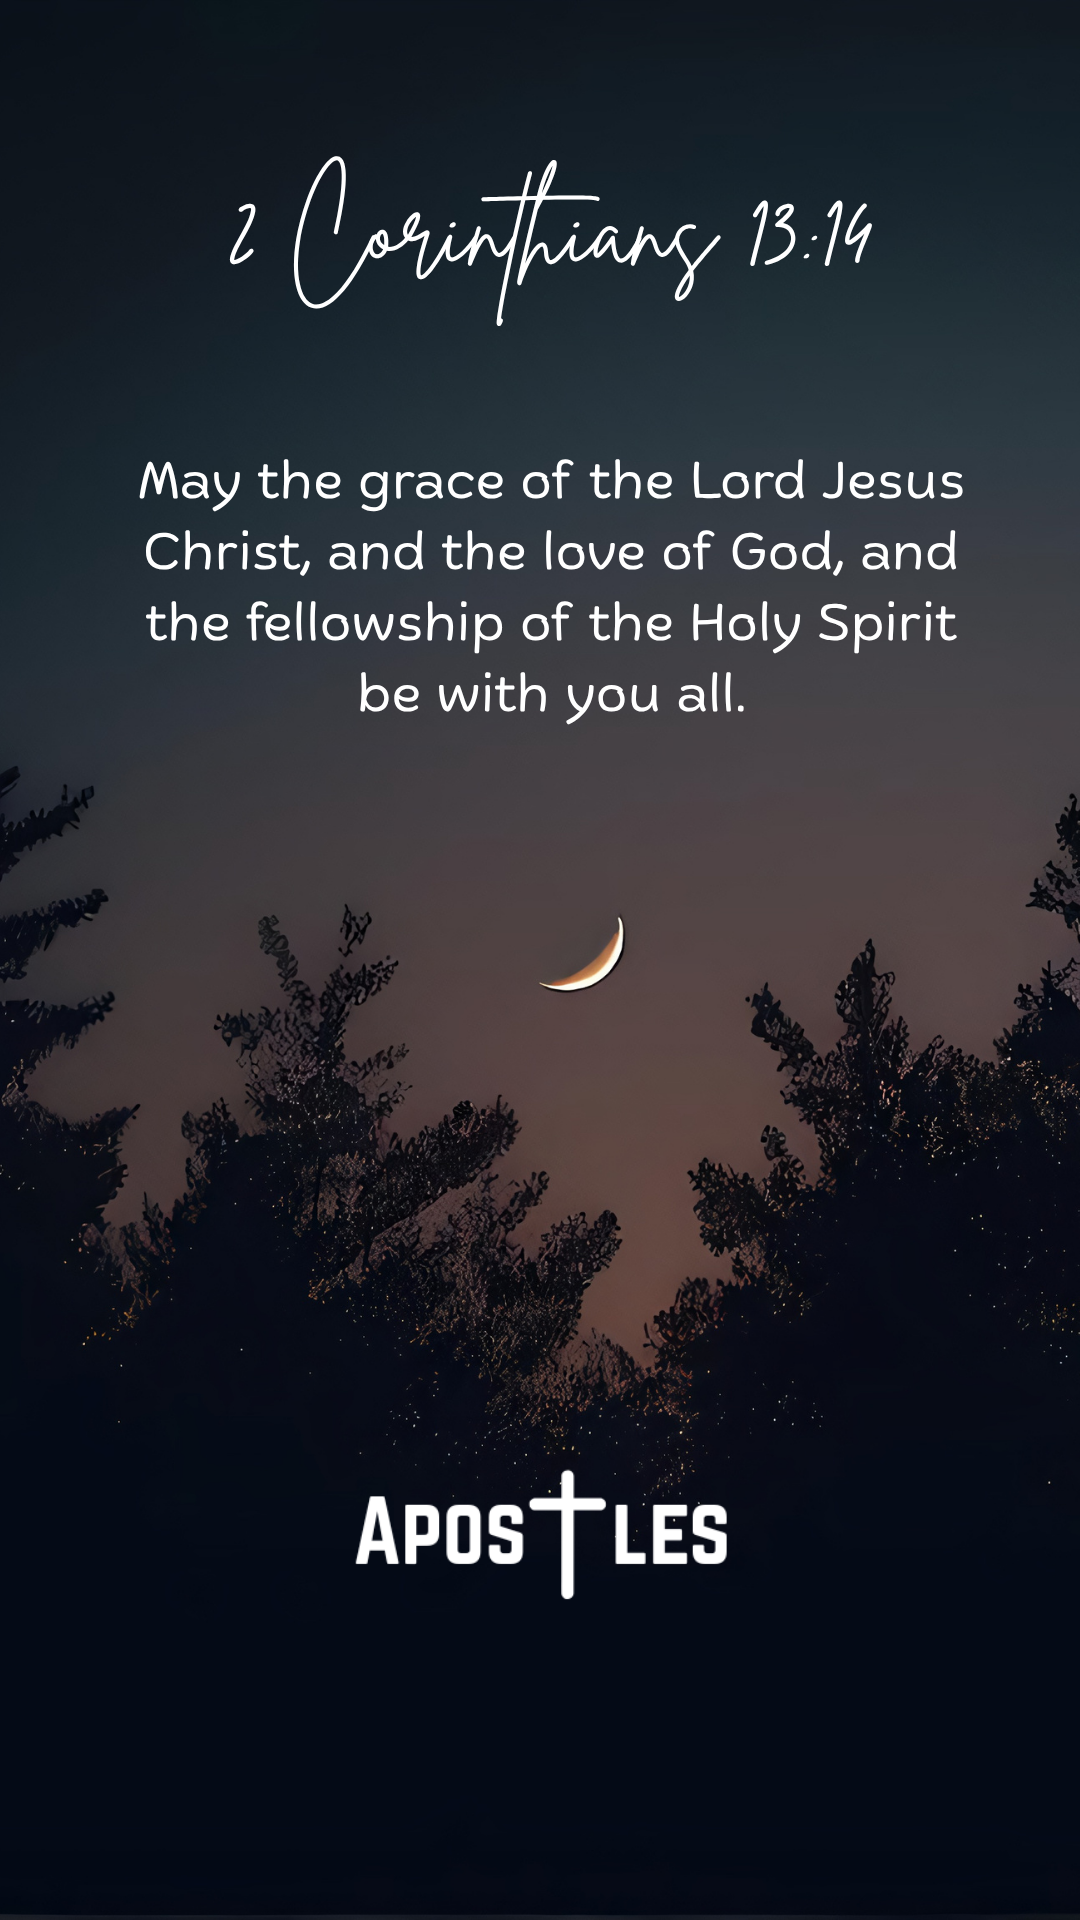 2 Corinthians 13:14
May the grace of the Lord Jesus
Christ, and the love of God, and
the fellowship of the Holy Spirit
be with you all.
APOSTLES